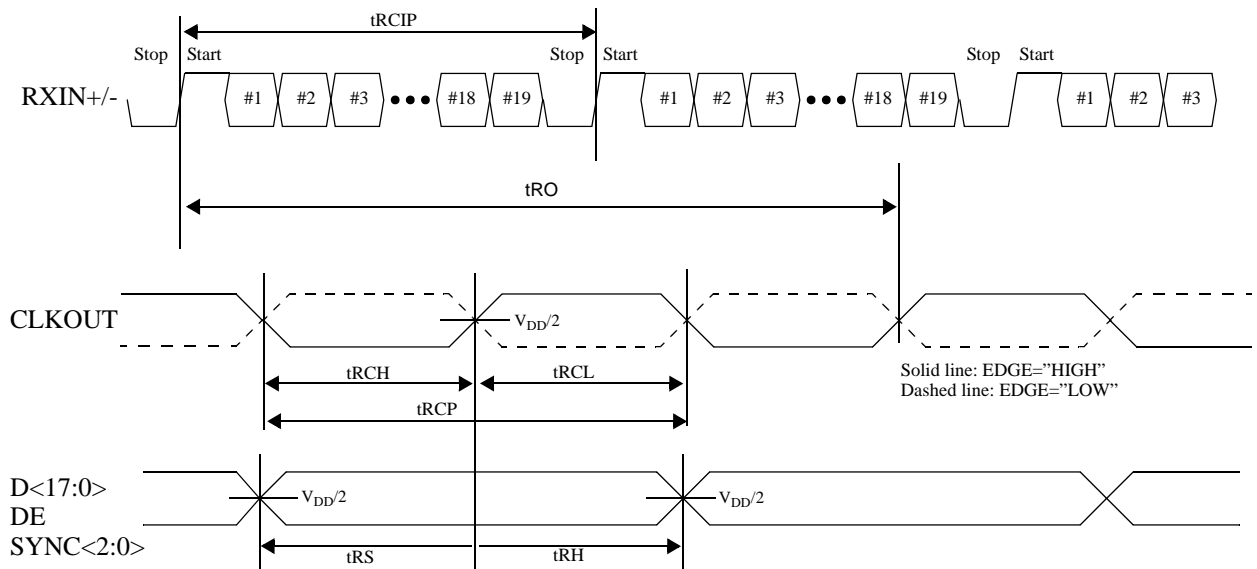 tRCIP
Stop Start Stop Start Stop Start
RXIN+/- #1 #2 #3 #18 #19 #1 #2 #3 #18 #19 #1 #2 #3
tRO
CLKOUT VDD/2
Solid line: EDGE="HIGH"
Dashed line: EDGE="LOW"
tRCH tRCL
tRCP
D<17:0> VDD/2 VDD/2
DE
SYNC<2:0>
tRS tRH